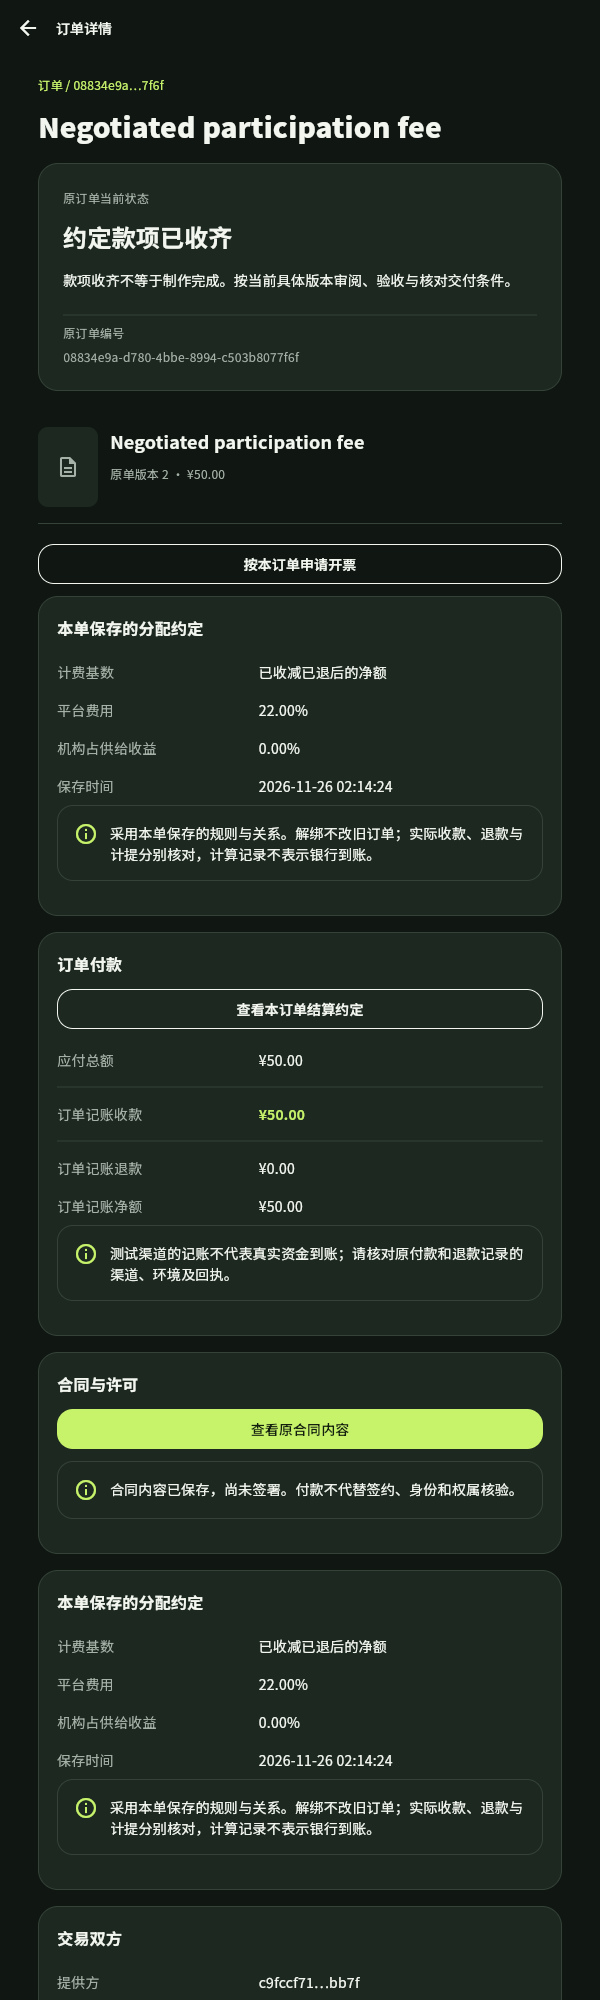 订单详情
订单 / 08834e9a...7f6f
Negotiated participation fee
原订单当前状态
约定款项已收齐
款项收齐不等于制作完成。按当前具体版本审阅、验收与核对交付条件。
原订单编号
08834e9a-d780-4bbe-8994-c503b8077f6f
Negotiated participation fee
原单版本 2 · ¥50.00
按本订单申请开票
本单保存的分配约定
计费基数 已收减已退后的净额
平台费用 22.00%
机构占供给收益 0.00%
保存时间 2026-11-26 02:14:24
采用本单保存的规则与关系。解绑不改旧订单；实际收款、退款与
计提分别核对，计算记录不表示银行到账。
订单付款
查看本订单结算约定
应付总额 ¥50.00
订单记账收款 ¥50.00
订单记账退款 ¥0.00
订单记账净额 ¥50.00
测试渠道的记账不代表真实资金到账；请核对原付款和退款记录的
渠道、环境及回执。
合同与许可
查看原合同内容
合同内容已保存，尚未签署。付款不代替签约、身份和权属核验。
本单保存的分配约定
计费基数 已收减已退后的净额
平台费用 22.00%
机构占供给收益 0.00%
保存时间 2026-11-26 02:14:24
采用本单保存的规则与关系。解绑不改旧订单；实际收款、退款与
计提分别核对，计算记录不表示银行到账。
交易双方
提供方 c9fccf71...bb7f